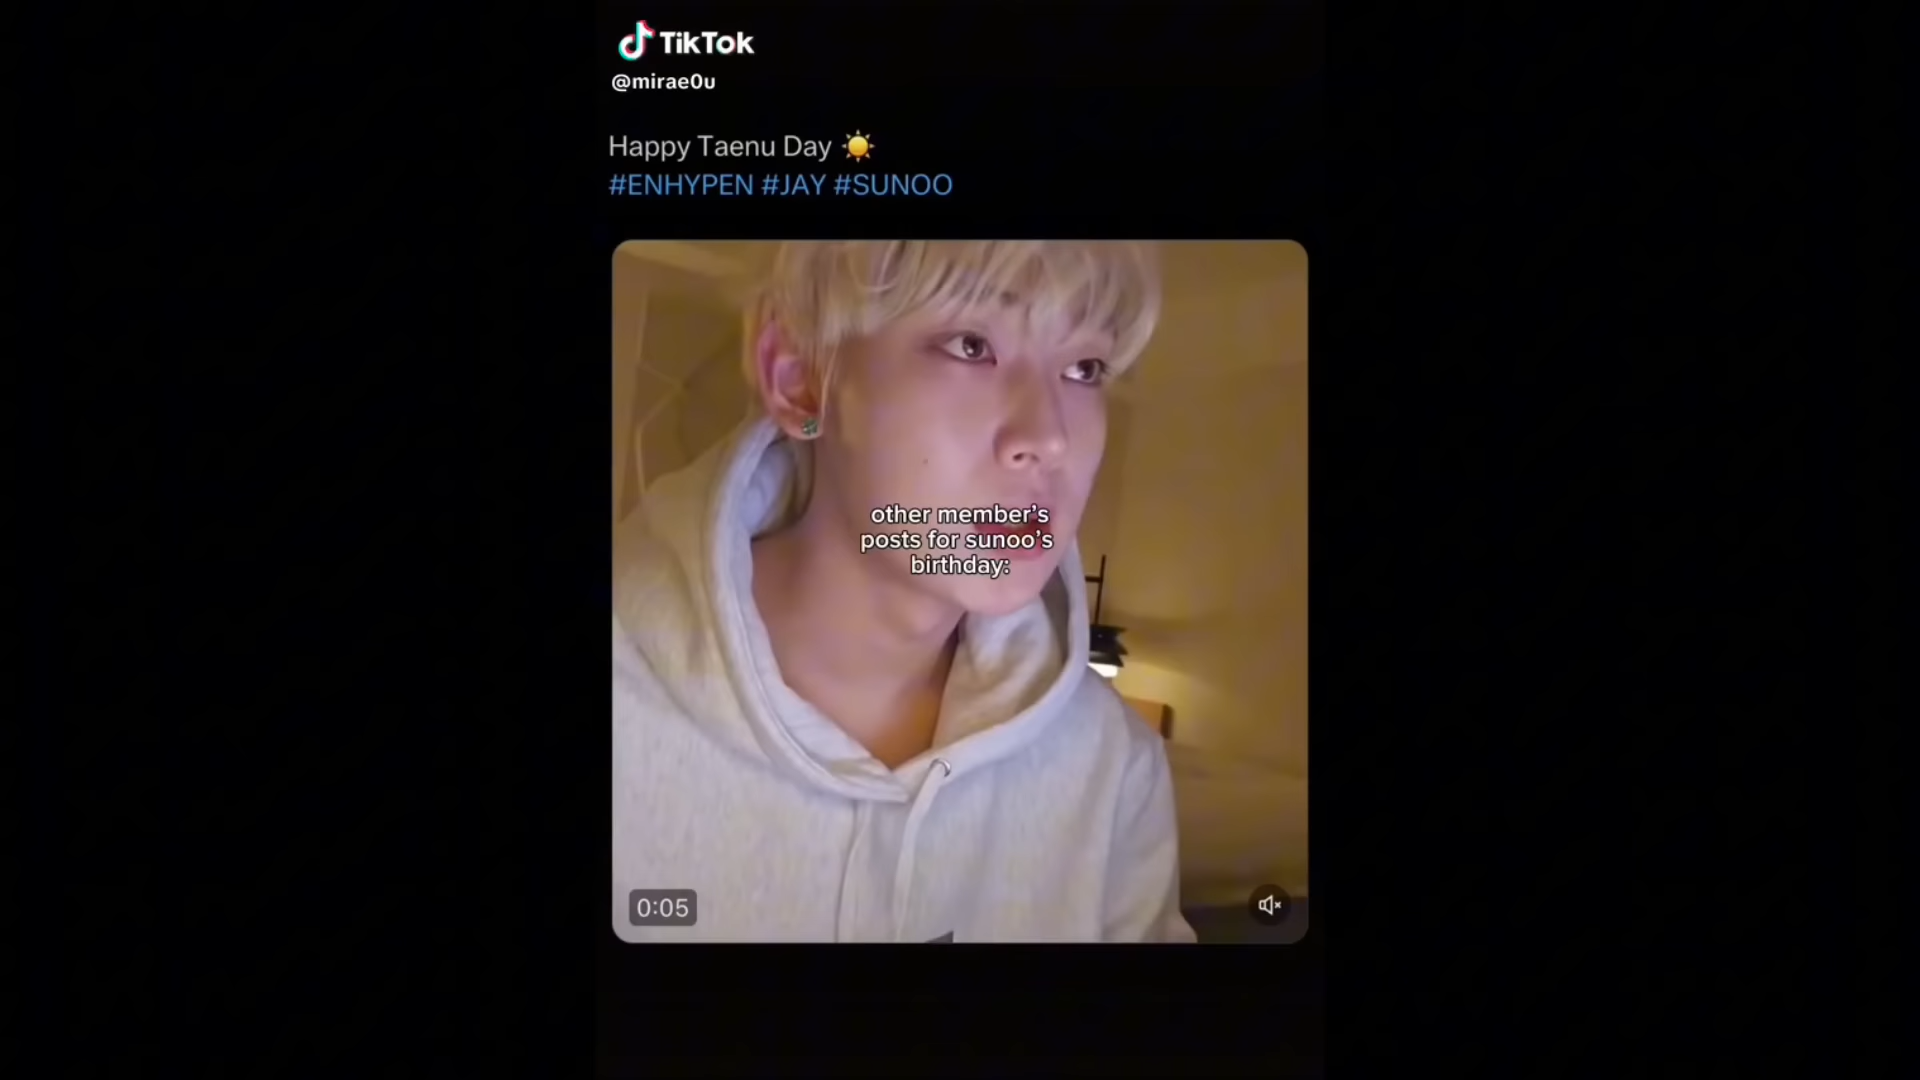 TikTok
@mirae0u
Happy Taenu Day ☀️
#ENHYPEN #JAY #SUNOO
other member's
posts for sunoo's
birthday:
0:05